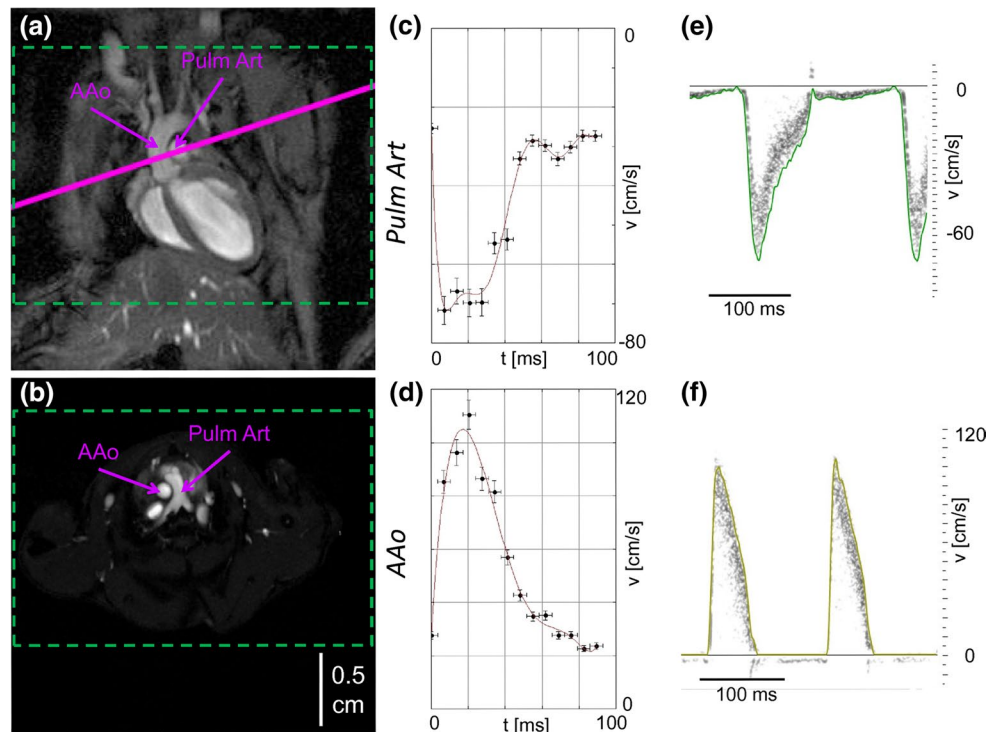 (a)
Pulm Art
AAo
(b)
AAo
Pulm Art
0.5
cm
(c)
Pulm Art
0
v [cm/s]
-80
0
t [ms]
100
(d)
AAo
120
v [cm/s]
0
0
t [ms]
100
(e)
0
v [cm/s]
-60
100 ms
(f)
120
v [cm/s]
0
100 ms